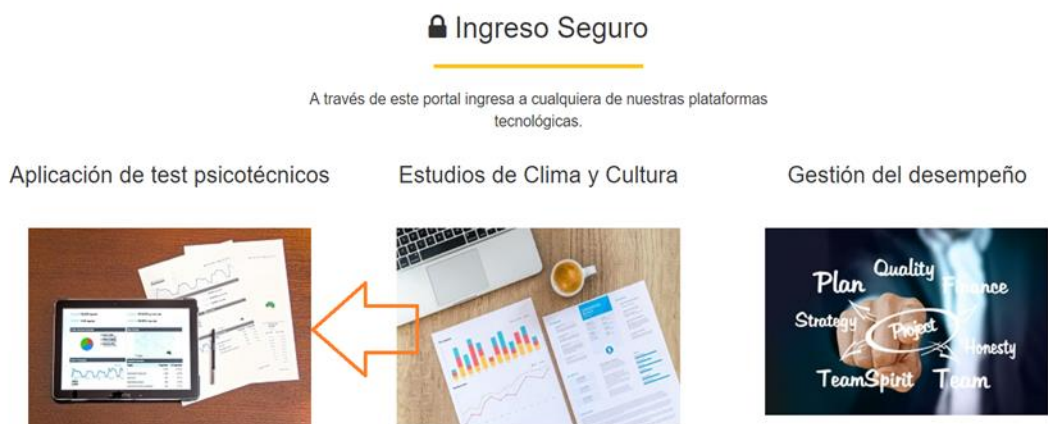 Ingreso Seguro
A través de este portal ingresa a cualquiera de nuestras plataformas
tecnológicas.
Aplicación de test psicotécnicos
Estudios de Clima y Cultura
Gestión del desempeño
Plan
Quality
Finance
Strategy
Project
Honesty
TeamSpirit
Team